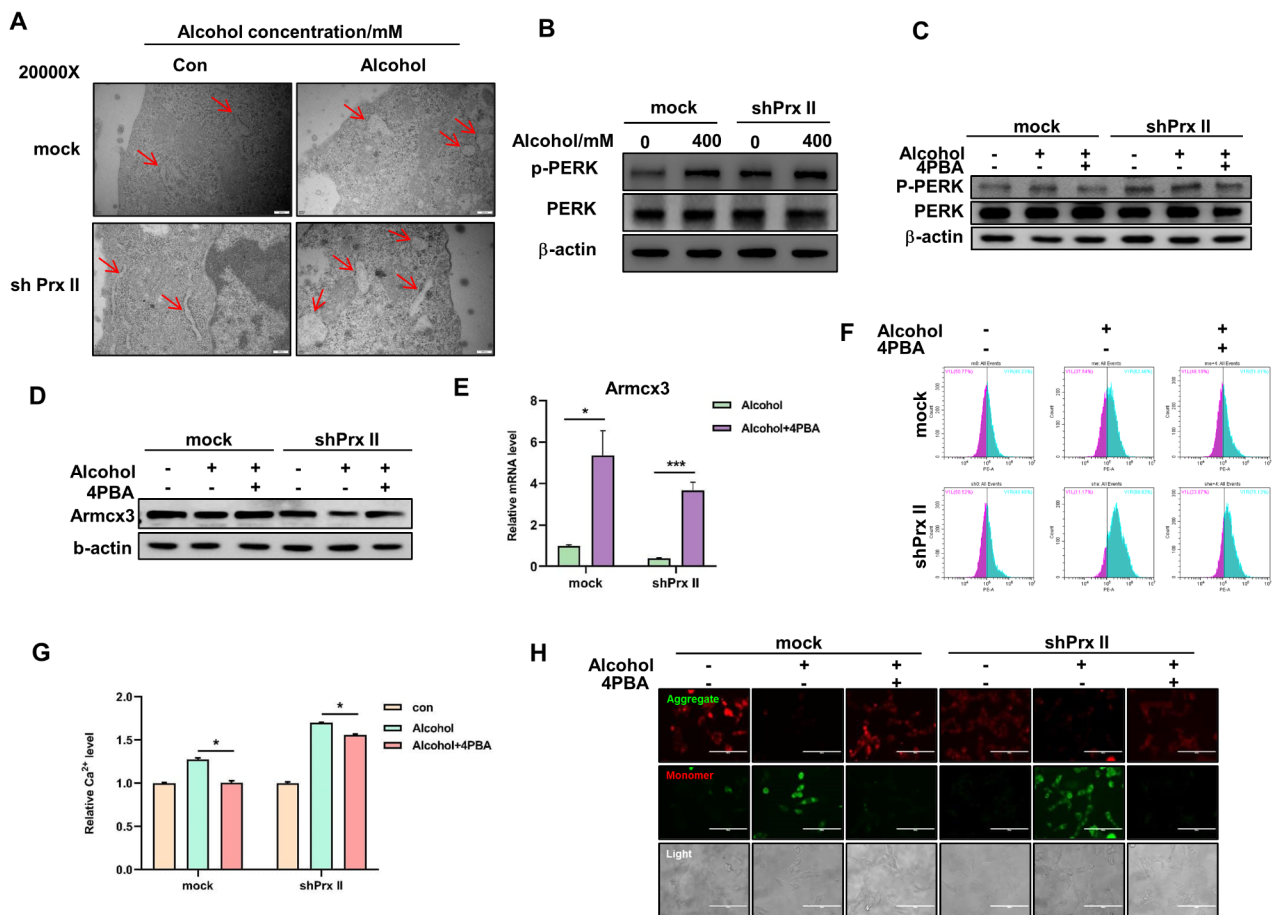 A
Alcohol concentration/mM
20000X
Con
Alcohol
mock
sh Prx II
B
mock
shPrx II
Alcohol/mM
0
400
0
400
p-PERK
PERK
β-actin
C
mock
shPrx II
Alcohol - + + - + +
4PBA - - + - - +
P-PERK
PERK
β-actin
D
mock
shPrx II
Alcohol - + + - + +
4PBA - - + - - +
Armcx3
b-actin
E
Armcx3
Relative mRNA level
8
6
4
2
0
*
***
mock
shPrx II
Alcohol
Alcohol+4PBA
F
Alcohol - + +
4PBA - - +
mock
shPrx II
Count
PE-A
G
Relative Ca2+ level
2.0
1.5
1.0
0.5
0.0
*
*
mock
shPrx II
con
Alcohol
Alcohol+4PBA
H
mock
shPrx II
Alcohol - + + - + +
4PBA - - + - - +
Aggregate
Monomer
Light